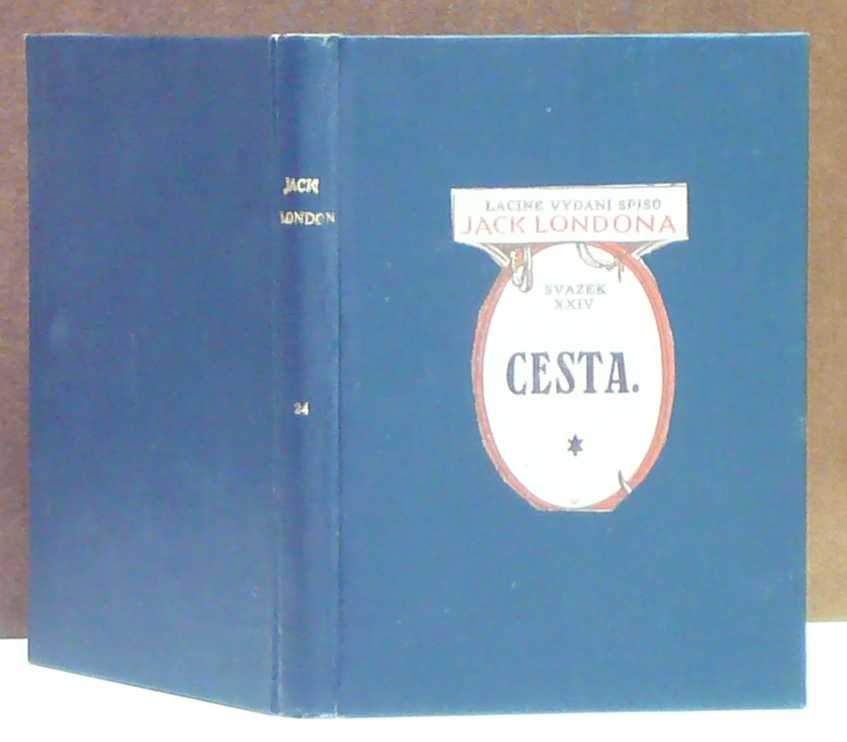 JACK
LONDON
24
LACINÉ VYDÁNÍ SPISŮ
JACK LONDONA
SVAZEK
XXIV
CESTA.